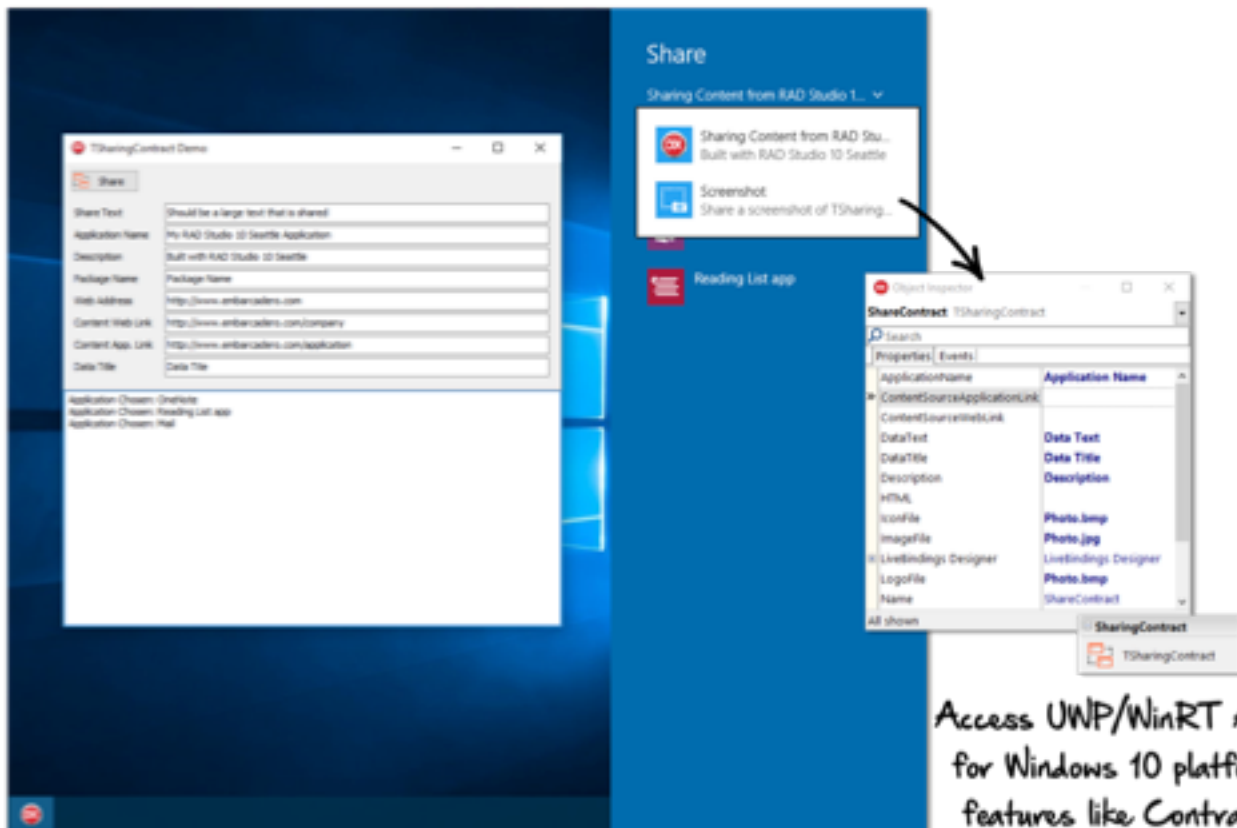 TSharingContract Demo
Share
Share Text Should be a large text that is shared
Application Name My RAD Studio 10 Seattle Application
Description Built with RAD Studio 10 Seattle
Package Name Package Name
Web Address http://www.embarcadero.com
Content Web Link http://www.embarcadero.com/company
Content App. Link http://www.embarcadero.com/application
Data Title Data Title
Application Chosen: OneNote
Application Chosen: Reading List app
Application Chosen: Mail
Share
Sharing Content from RAD Studio 1...
DX
Sharing Content from RAD Stu...
Built with RAD Studio 10 Seattle
Screenshot
Share a screenshot of TSharing...
Reading List app
Object Inspector
ShareContract TSharingContract
Search
Properties Events
ApplicationName Application Name
ContentSourceApplicationLink
ContentSourceWebLink
DataText Data Text
DataTitle Data Title
Description Description
HTML
IconFile Photo.bmp
ImageFile Photo.jpg
LiveBindings Designer LiveBindings Designer
LogoFile Photo.bmp
Name ShareContract
All shown
SharingContract
TSharingContract
Access UWP/WinRT
for Windows 10 platf
features like Contra